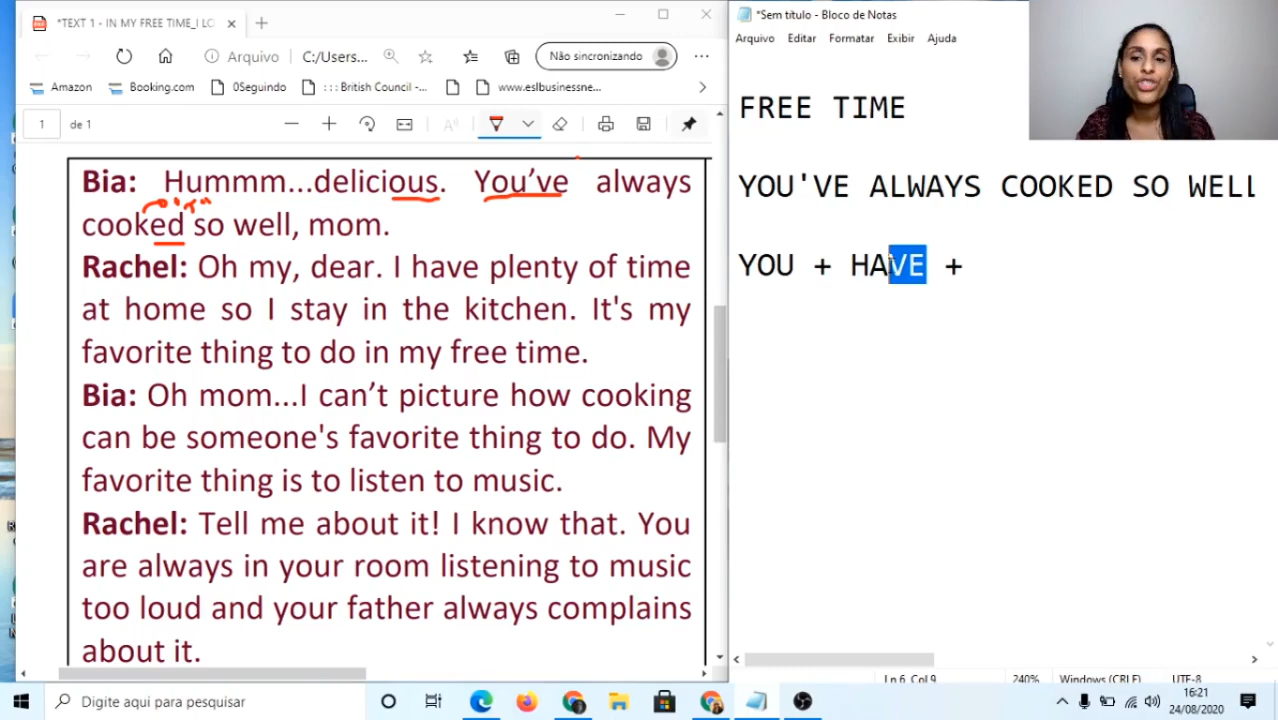 *TEXT 1 - IN MY FREE TIME_I LO
Arquivo
C:/Users...
Não sincronizando
Amazon
Booking.com
0Seguindo
: : : British Council -...
www.eslbusinessne...
1
de 1
Bia: Hummm...delicious. You've always
"T"
cooked so well, mom.
Rachel: Oh my, dear. I have plenty of time
at home so I stay in the kitchen. It's my
favorite thing to do in my free time.
Bia: Oh mom...I can't picture how cooking
can be someone's favorite thing to do. My
favorite thing is to listen to music.
Rachel: Tell me about it! I know that. You
are always in your room listening to music
too loud and your father always complains
about it.
*Sem título - Bloco de Notas
Arquivo Editar Formatar Exibir Ajuda
FREE TIME
YOU'VE ALWAYS COOKED SO WELL
YOU + HAVE +
Ln 6, Col 9
240%
Windows (CRLF)
UTF-8
Digite aqui para pesquisar
16:21
24/08/2020